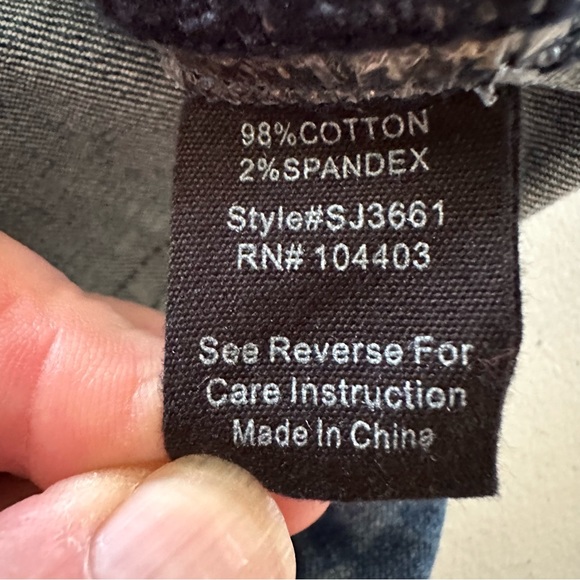 98%COTTON
2%SPANDEX
Style#SJ3661
RN# 104403
See Reverse For
Care Instruction
Made In China